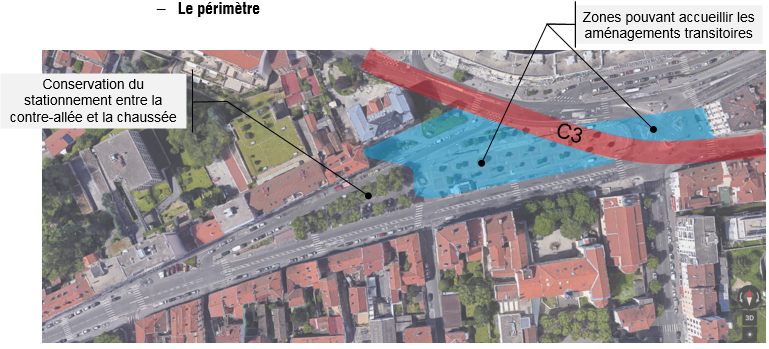 – Le périmètre
Zones pouvant accueillir les
aménagements transitoires
Conservation du
stationnement entre la
contre-allée et la chaussée
C3
3D